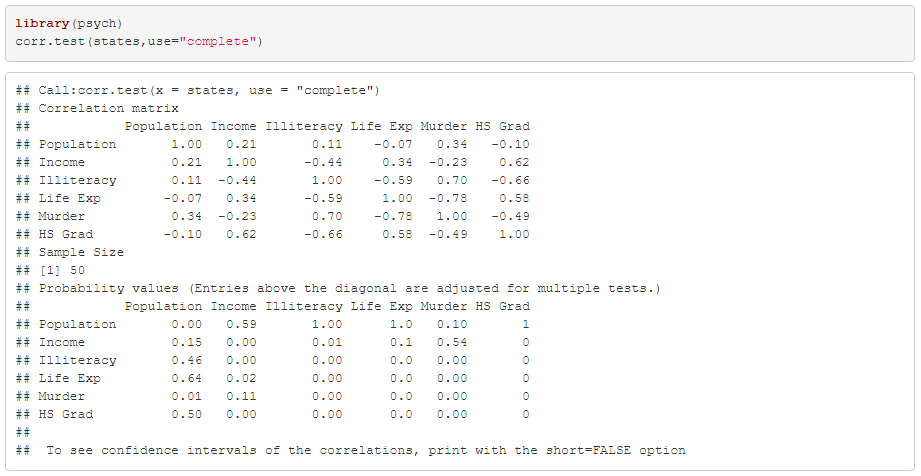 library(psych)
corr.test(states,use="complete")
## Call:corr.test(x = states, use = "complete")
## Correlation matrix
##            Population Income Illiteracy Life Exp Murder HS Grad
## Population       1.00   0.21       0.11    -0.07   0.34   -0.10
## Income           0.21   1.00      -0.44     0.34  -0.23    0.62
## Illiteracy       0.11  -0.44       1.00    -0.59   0.70   -0.66
## Life Exp        -0.07   0.34      -0.59     1.00  -0.78    0.58
## Murder           0.34  -0.23       0.70    -0.78   1.00   -0.49
## HS Grad         -0.10   0.62      -0.66     0.58  -0.49    1.00
## Sample Size
## [1] 50
## Probability values (Entries above the diagonal are adjusted for multiple tests.)
##            Population Income Illiteracy Life Exp Murder HS Grad
## Population       0.00   0.59       1.00      1.0   0.10       1
## Income           0.15   0.00       0.01      0.1   0.54       0
## Illiteracy       0.46   0.00       0.00      0.0   0.00       0
## Life Exp         0.64   0.02       0.00      0.0   0.00       0
## Murder           0.01   0.11       0.00      0.0   0.00       0
## HS Grad          0.50   0.00       0.00      0.0   0.00       0
##
##  To see confidence intervals of the correlations, print with the short=FALSE option